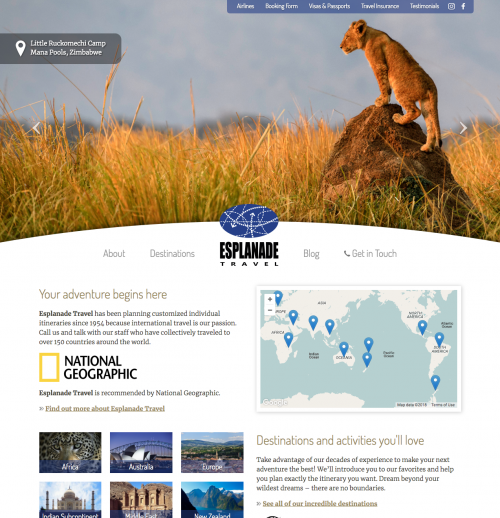 Airlines Booking Form Visas & Passports Travel Insurance Testimonials
Little Ruckomechi Camp
Mana Pools, Zimbabwe
About Destinations ESPLANADE TRAVEL Blog Get in Touch
Your adventure begins here
Esplanade Travel has been planning customized individual
itineraries since 1954 because international travel is our passion.
Call us and talk with our staff who have collectively traveled to
over 150 countries around the world.
NATIONAL
GEOGRAPHIC
Esplanade Travel is recommended by National Geographic.
» Find out more about Esplanade Travel
Africa Australia Europe
Indian Subcontinent Middle East
+
−
EUROPE
ASIA
AFRICA
Indian
Ocean
OCEANIA
Pacific
Ocean
NORTH
AMERICA
Atlantic
Ocean
SOUTH
AMERICA
Google
Map data ©2018 Terms of Use
Destinations and activities you'll love
Take advantage of our decades of experience to make your next
adventure the best! We'll introduce you to our favorites and help
you plan exactly the itinerary you want. Dream beyond your
wildest dreams – there are no boundaries.
» See all of our incredible destinations